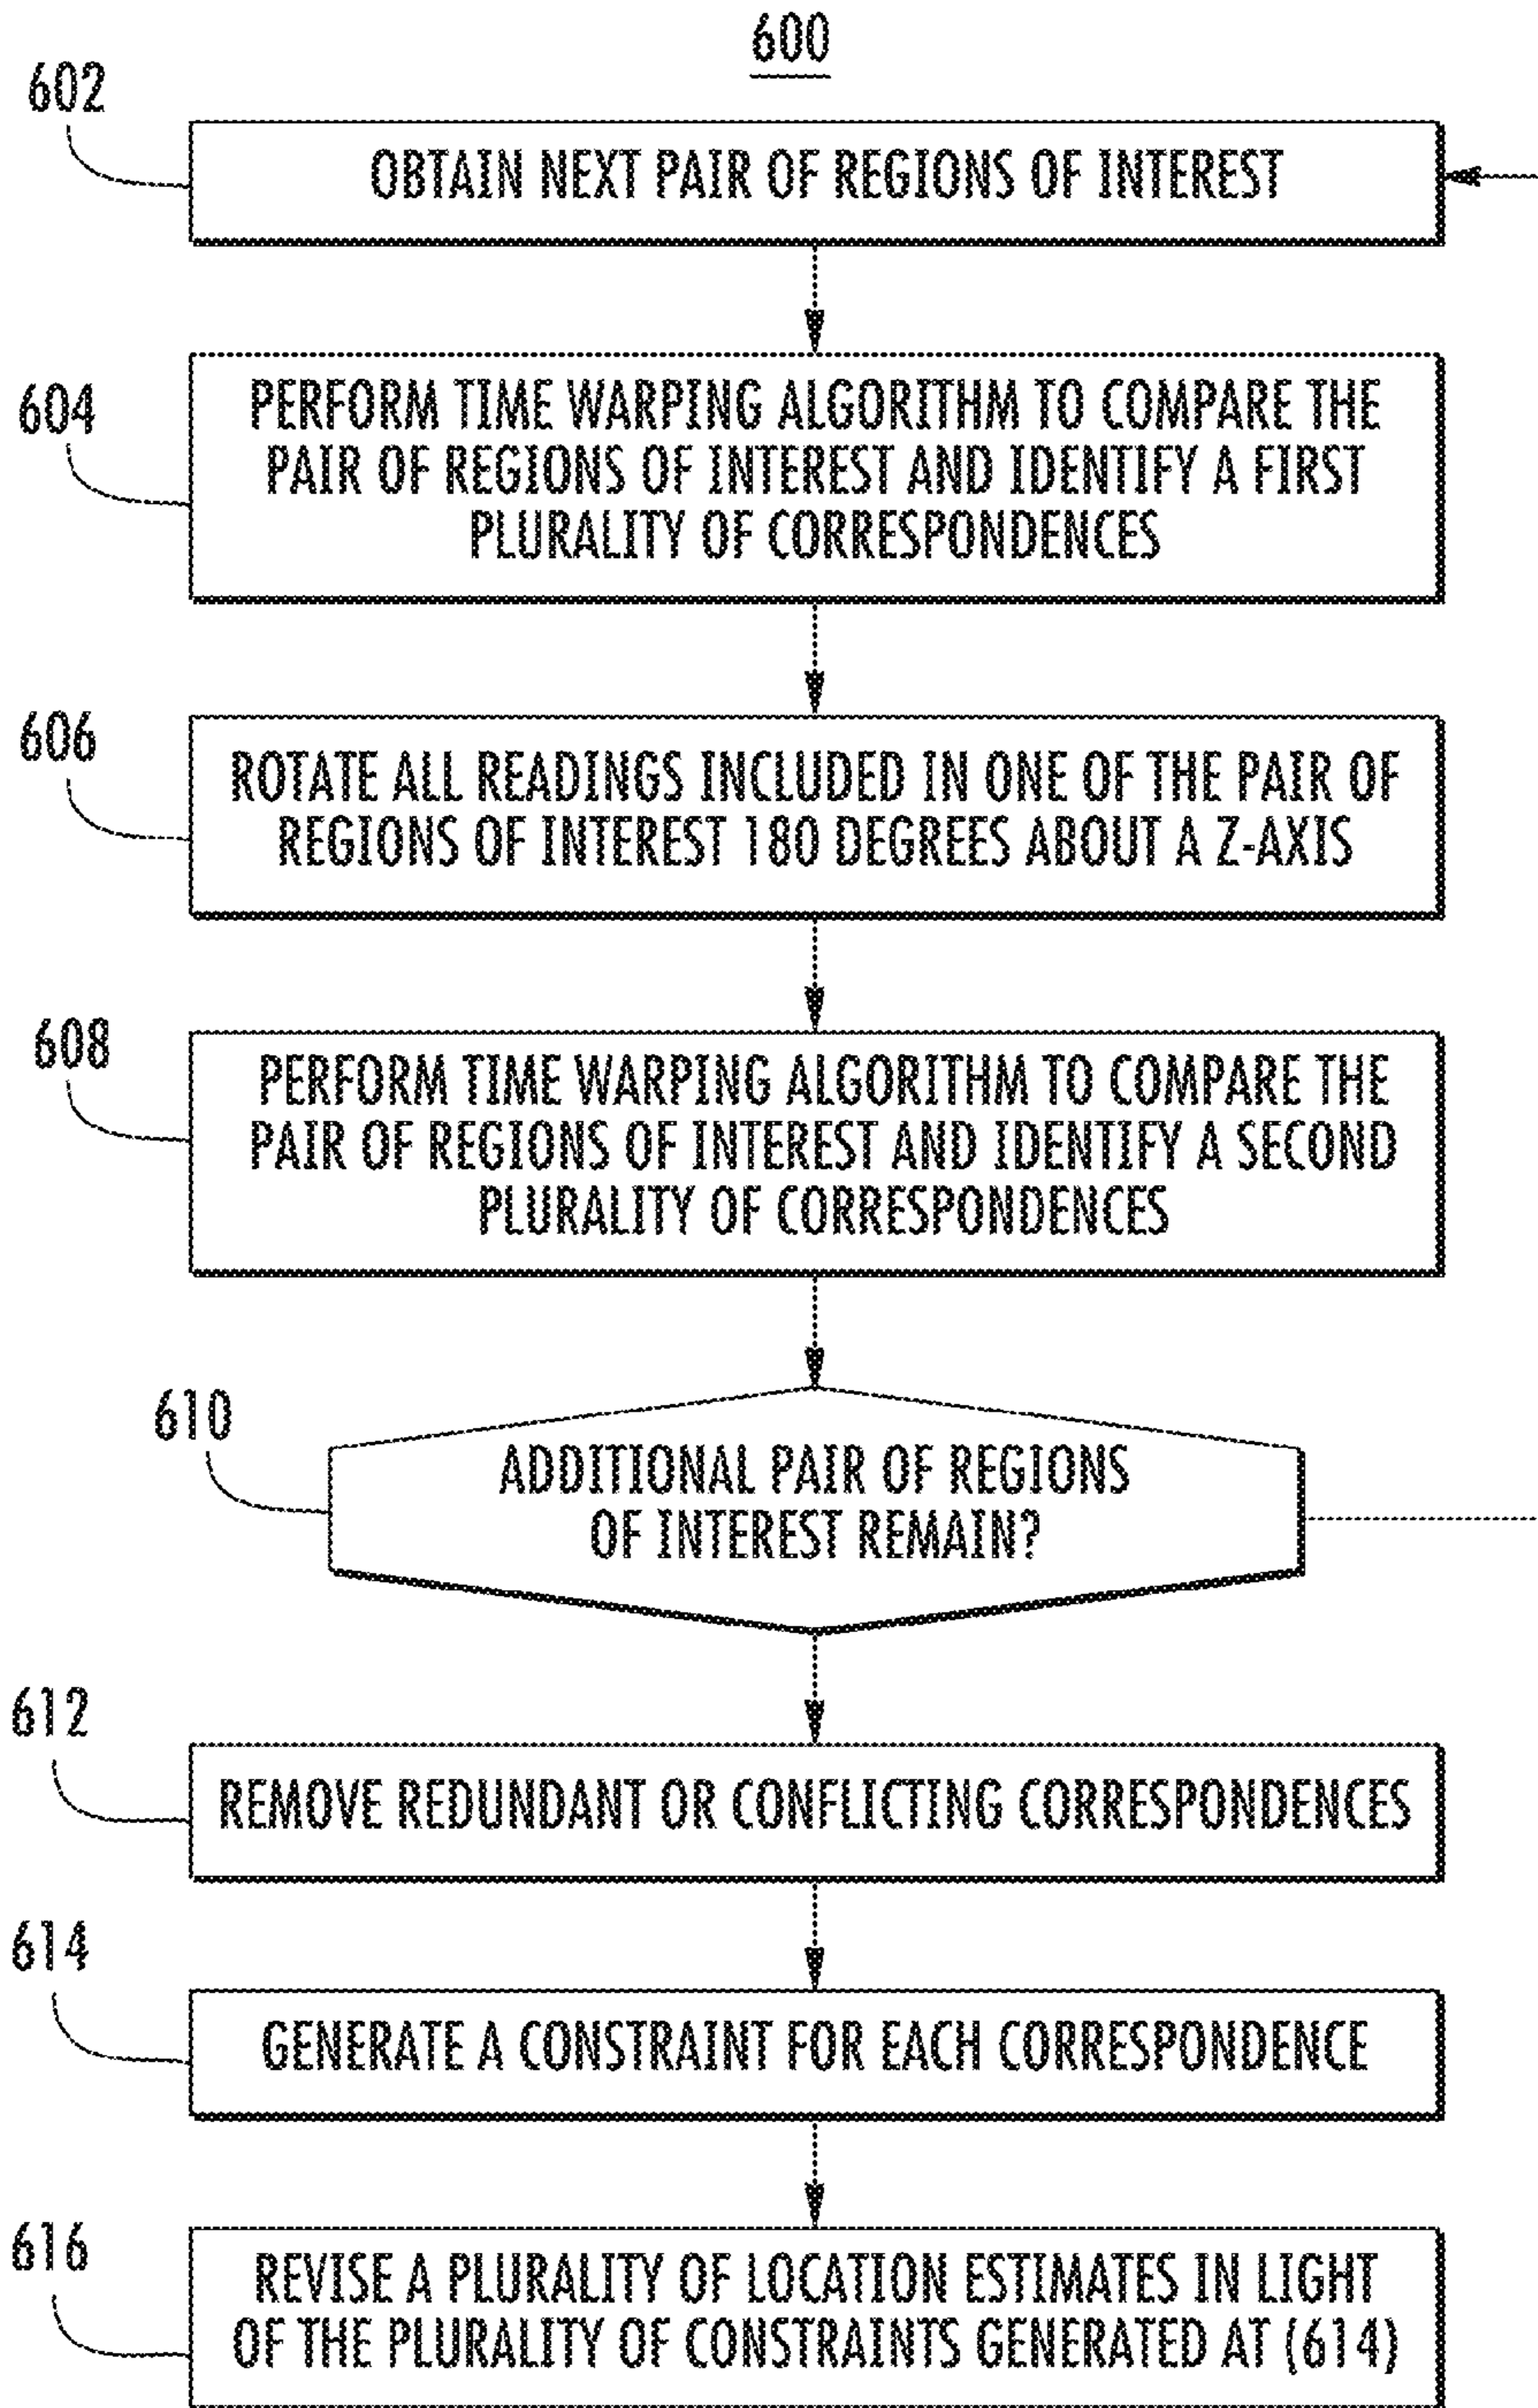 600
602
OBTAIN NEXT PAIR OF REGIONS OF INTEREST
604
PERFORM TIME WARPING ALGORITHM TO COMPARE THE
PAIR OF REGIONS OF INTEREST AND IDENTIFY A FIRST
PLURALITY OF CORRESPONDENCES
606
ROTATE ALL READINGS INCLUDED IN ONE OF THE PAIR OF
REGIONS OF INTEREST 180 DEGREES ABOUT A Z-AXIS
608
PERFORM TIME WARPING ALGORITHM TO COMPARE THE
PAIR OF REGIONS OF INTEREST AND IDENTIFY A SECOND
PLURALITY OF CORRESPONDENCES
610
ADDITIONAL PAIR OF REGIONS
OF INTEREST REMAIN?
612
REMOVE REDUNDANT OR CONFLICTING CORRESPONDENCES
614
GENERATE A CONSTRAINT FOR EACH CORRESPONDENCE
616
REVISE A PLURALITY OF LOCATION ESTIMATES IN LIGHT
OF THE PLURALITY OF CONSTRAINTS GENERATED AT (614)